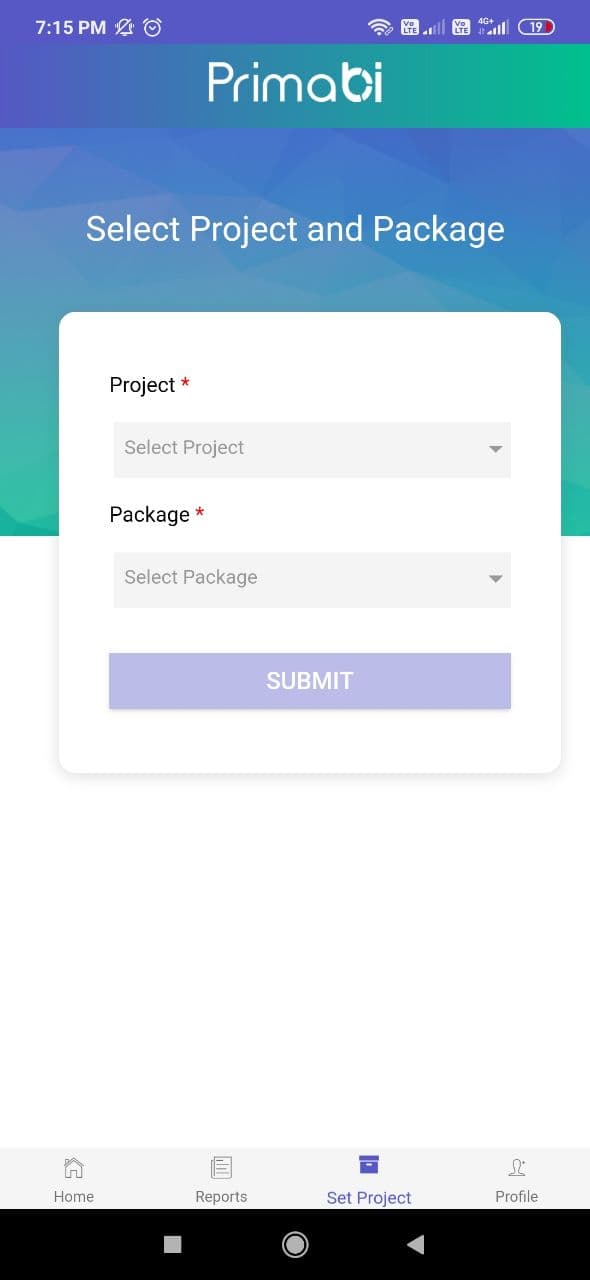 7:15 PM
Vo LTE Vo LTE 4G+ 19
Primabi
Select Project and Package
Project *
Select Project
Package *
Select Package
SUBMIT
Home Reports Set Project Profile